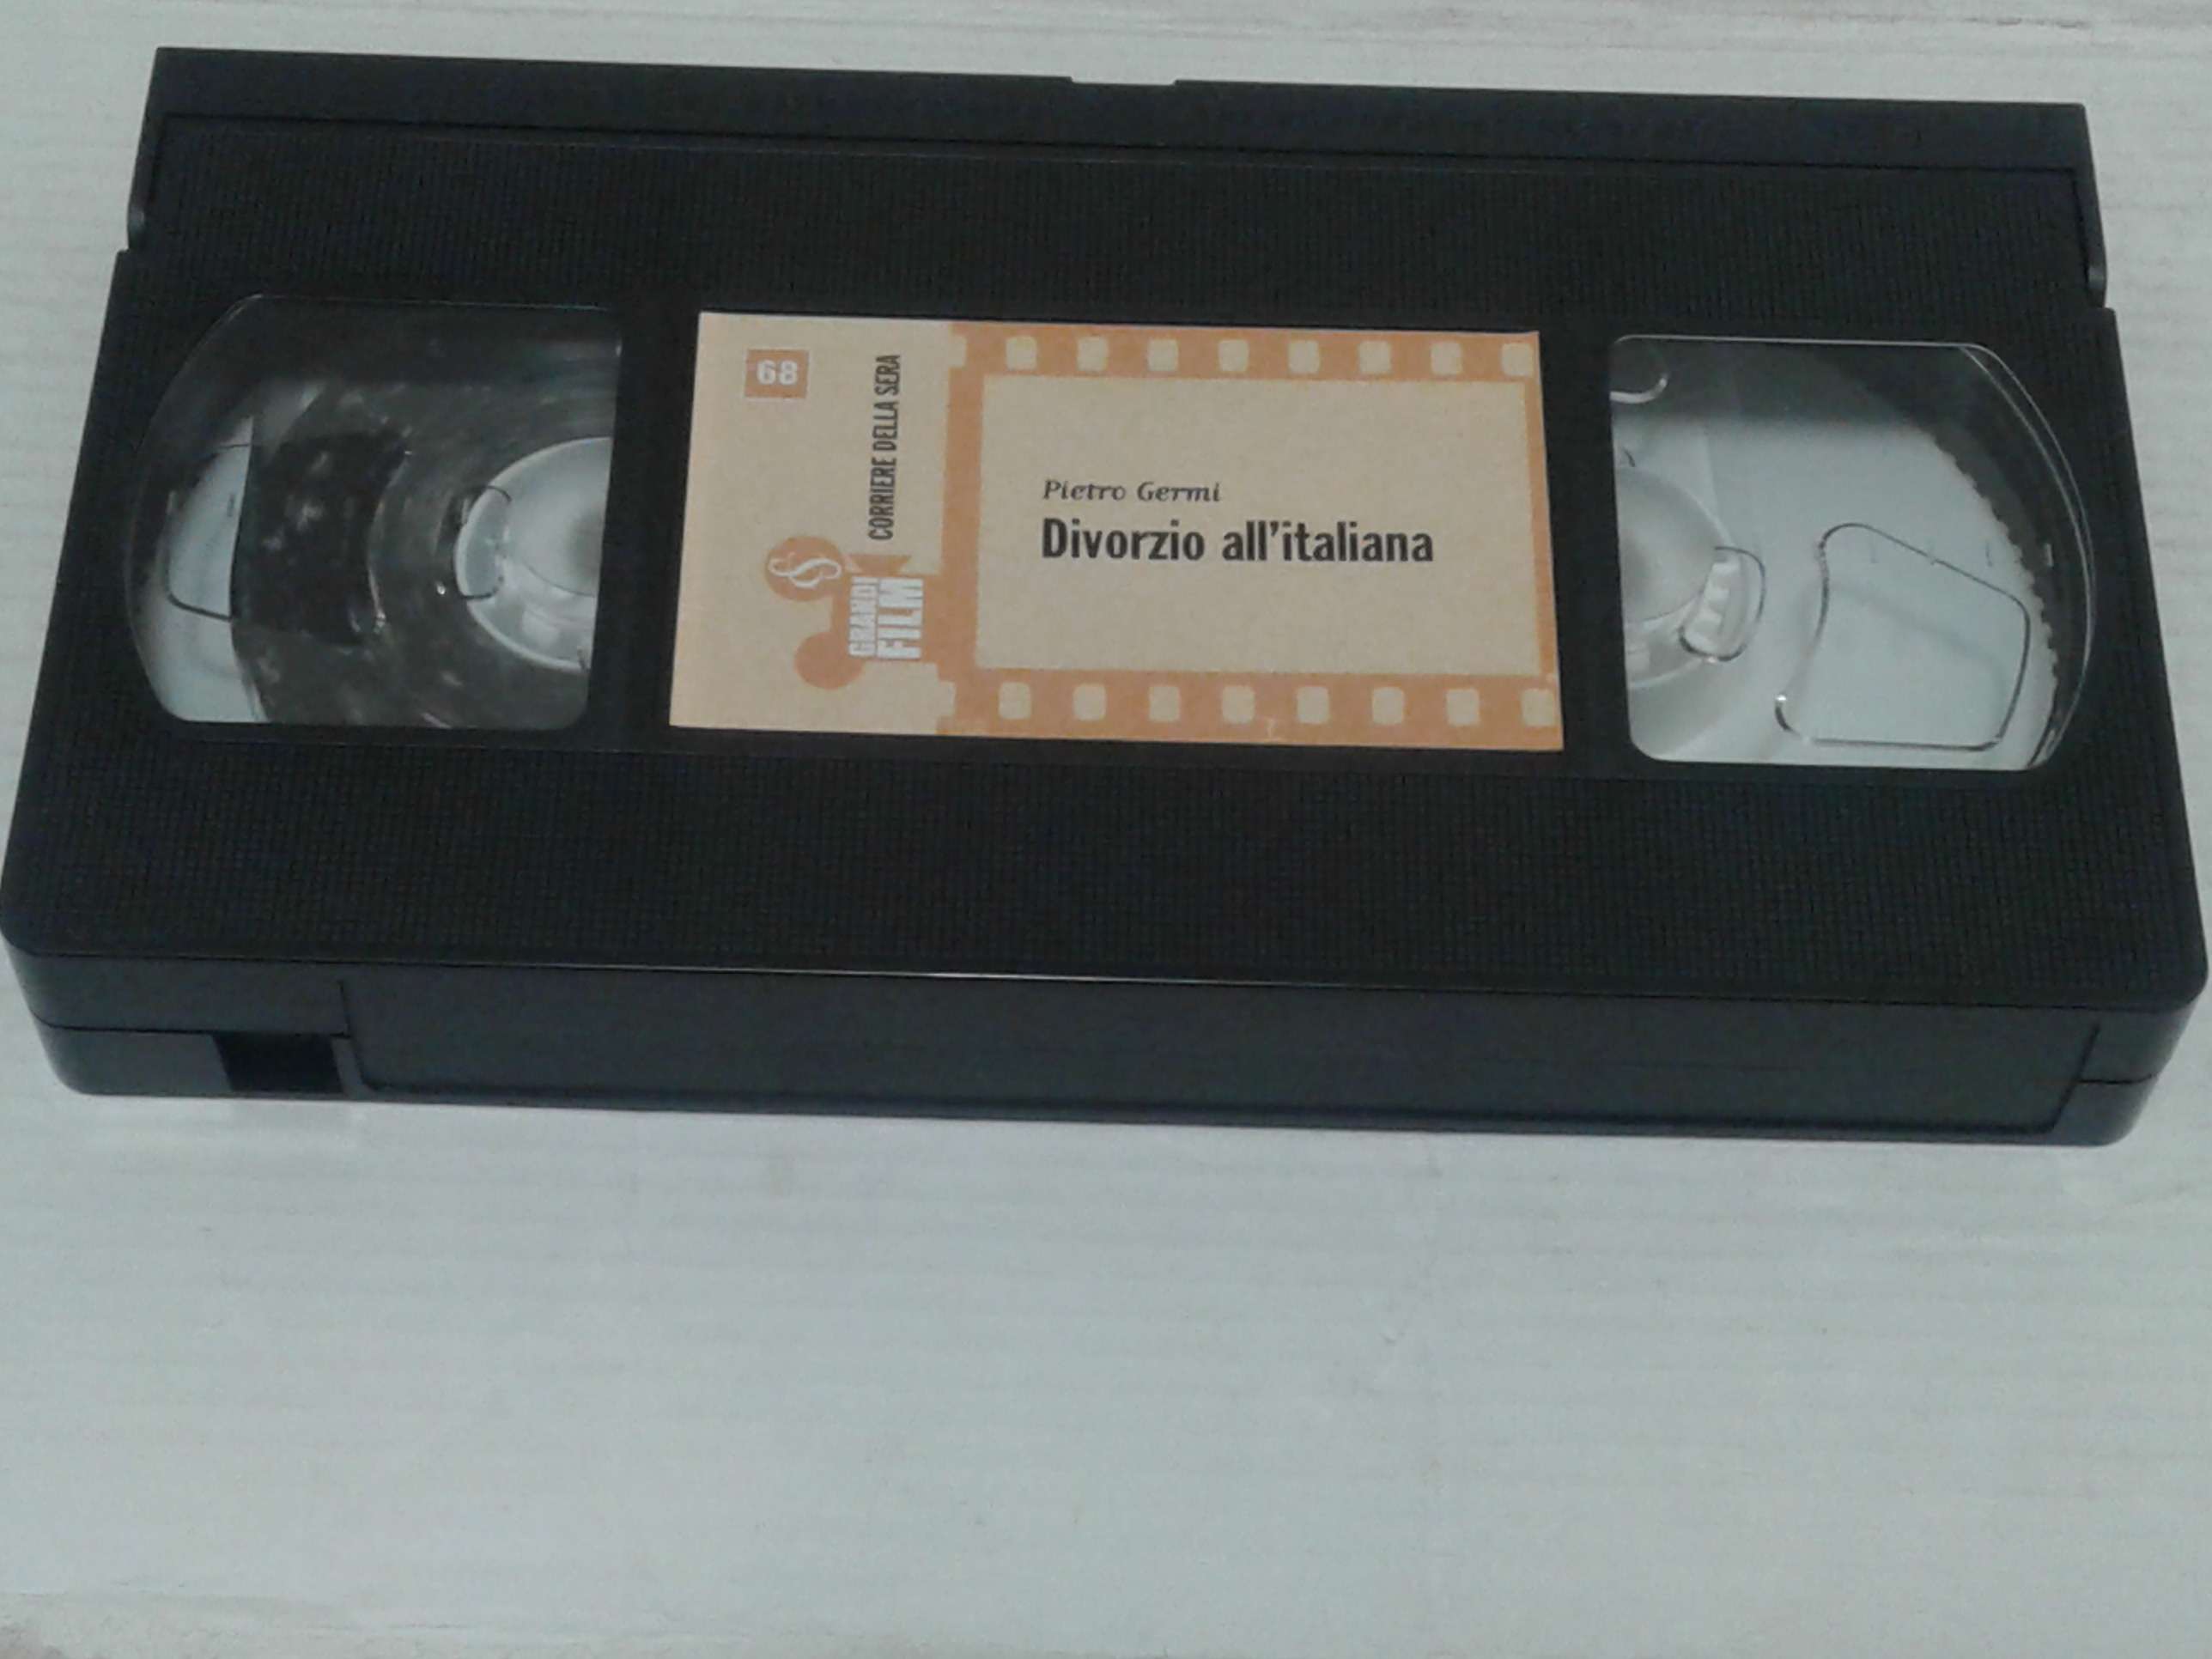 68
CORRIERE DELLA SERA
GRANDI
FILM
Pietro Germi
Divorzio all'italiana